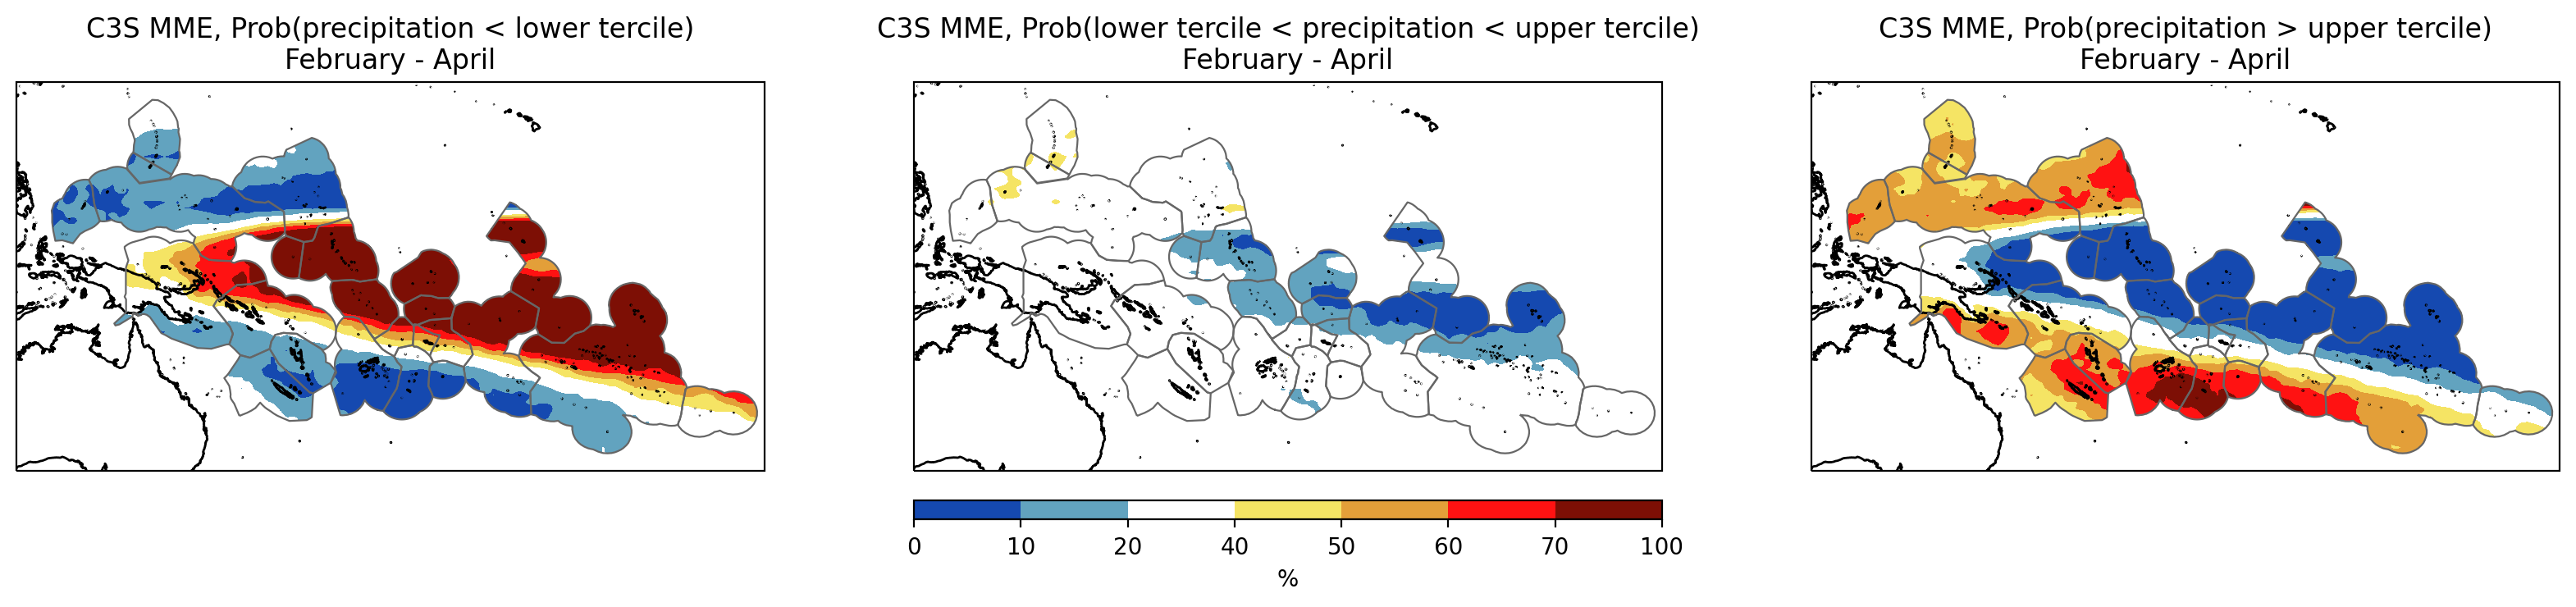 C3S MME, Prob(precipitation < lower tercile)
February - April
C3S MME, Prob(lower tercile < precipitation < upper tercile)
February - April
C3S MME, Prob(precipitation > upper tercile)
February - April
0 10 20 40 50 60 70 100
%